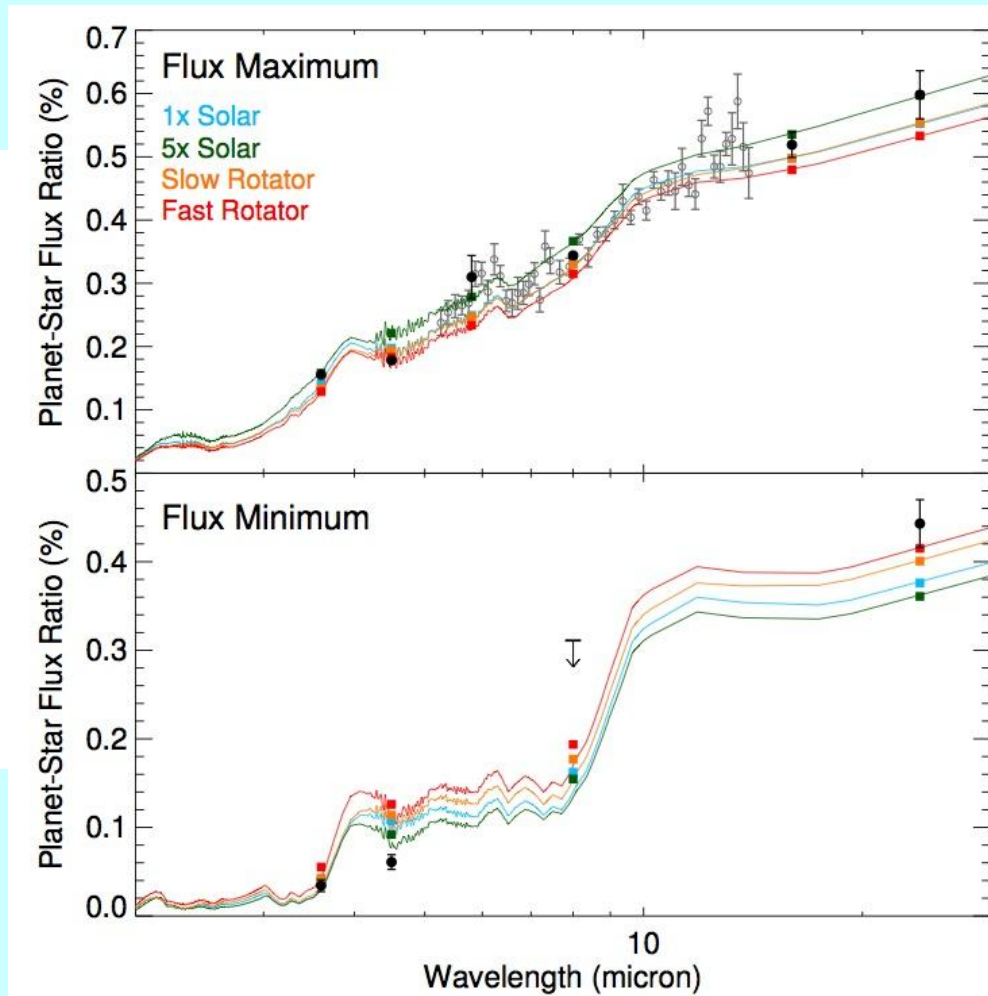 0.7
Flux Maximum
0.6
1x Solar
5x Solar
0.5
Slow Rotator
Fast Rotator
0.4
0.3
0.2
0.1
Planet-Star Flux Ratio (%)
0.5
Flux Minimum
0.4
0.3
0.2
0.1
0.0
Planet-Star Flux Ratio (%)
10
Wavelength (micron)